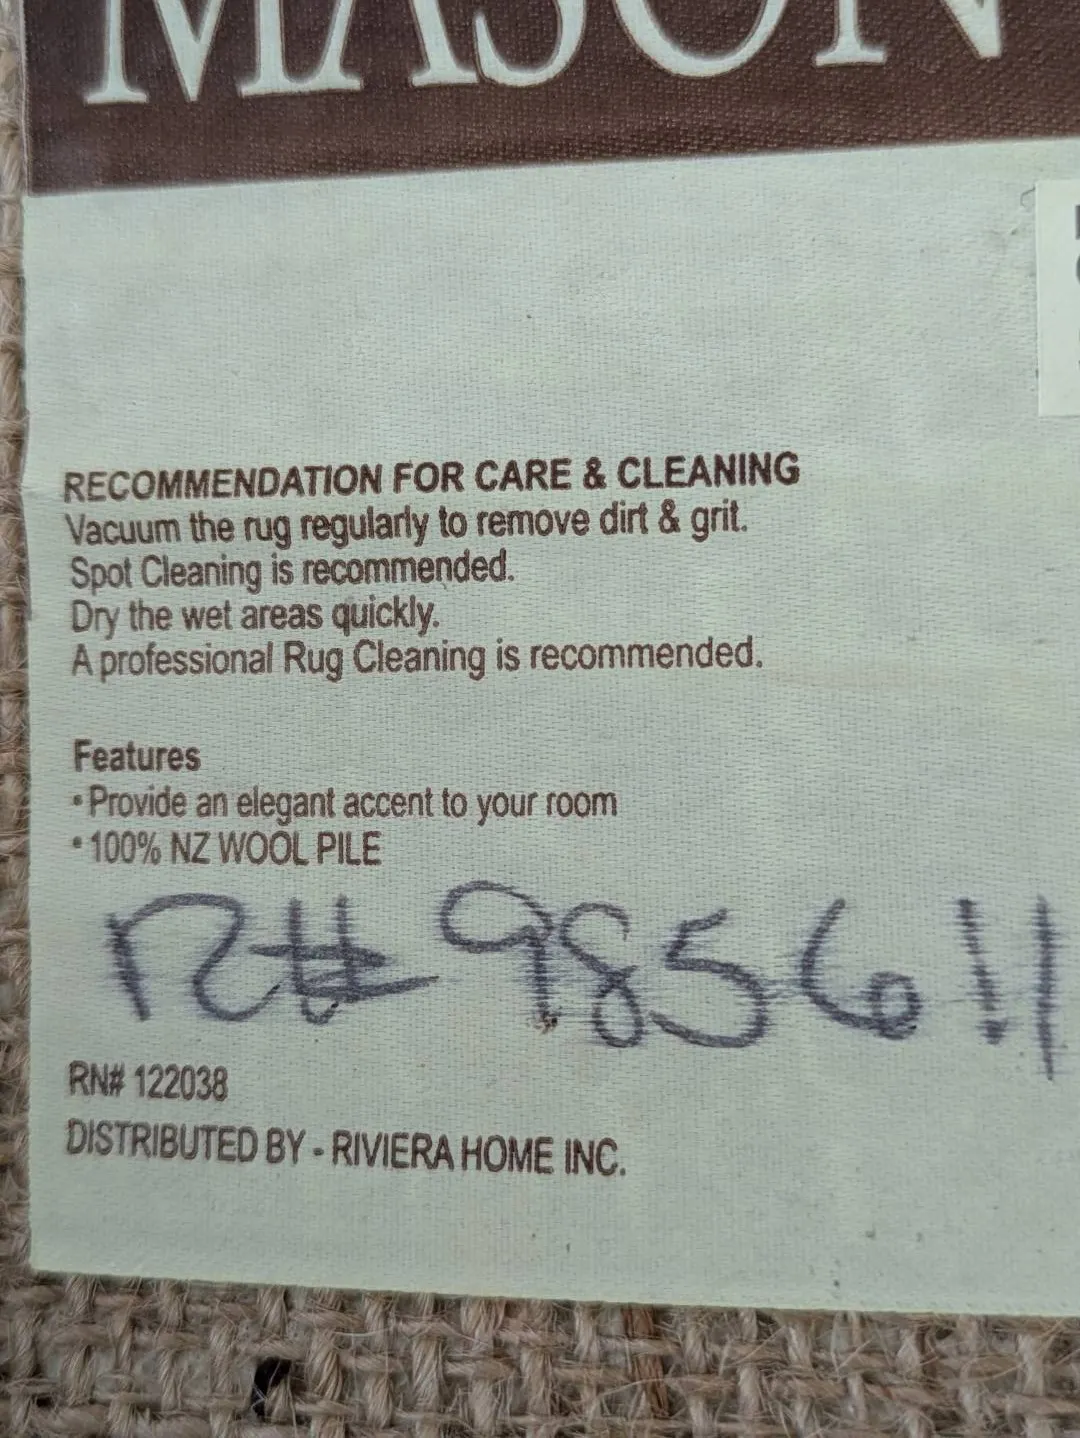 MASON
RECOMMENDATION FOR CARE & CLEANING
Vacuum the rug regularly to remove dirt & grit.
Spot Cleaning is recommended.
Dry the wet areas quickly.
A professional Rug Cleaning is recommended.
Features
• Provide an elegant accent to your room
• 100% NZ WOOL PILE
R# 985611
RN# 122038
DISTRIBUTED BY - RIVIERA HOME INC.